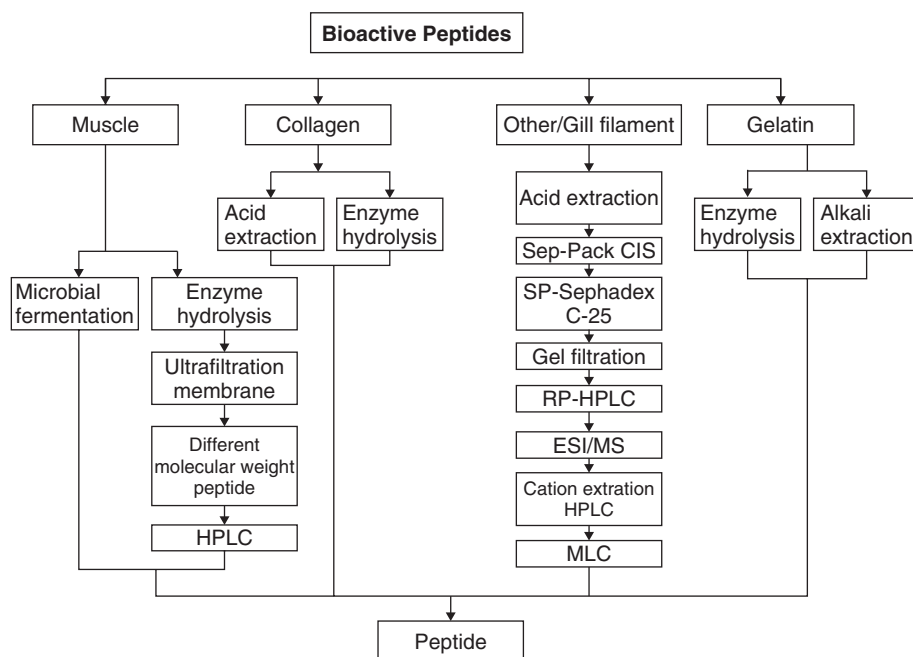 Bioactive Peptides
Muscle
Collagen
Other/Gill filament
Gelatin
Acid
extraction
Enzyme
hydrolysis
Acid extraction
Enzyme
hydrolysis
Alkali
extraction
Sep-Pack CIS
Microbial
fermentation
Enzyme
hydrolysis
SP-Sephadex
C-25
Gel filtration
Ultrafiltration
membrane
RP-HPLC
Different
molecular weight
peptide
ESI/MS
Cation extration
HPLC
HPLC
MLC
Peptide